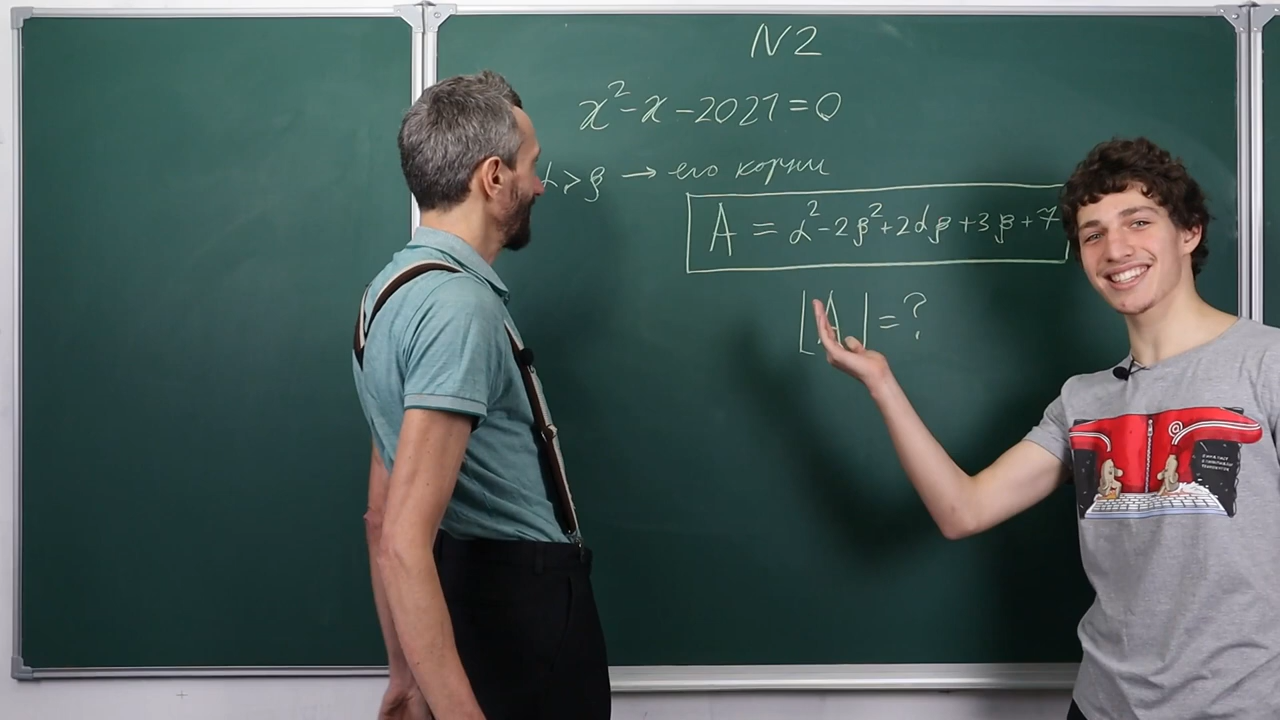 N2
x²-x-2021=0
α>β → его корни
A = α²-2β²+2αβ+3β+7
⌊A⌋=?